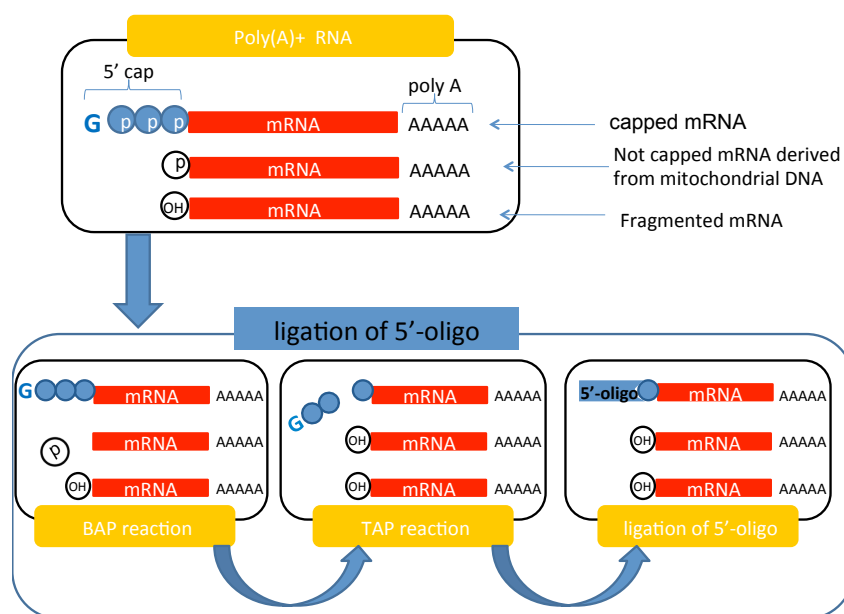 Poly(A)+ RNA
5' cap
poly A
G p p p mRNA AAAAA
capped mRNA
p mRNA AAAAA
Not capped mRNA derived
from mitochondrial DNA
OH mRNA AAAAA
Fragmented mRNA
ligation of 5'-oligo
G mRNA AAAAA
p mRNA AAAAA
OH mRNA AAAAA
BAP reaction
G mRNA AAAAA
OH mRNA AAAAA
OH mRNA AAAAA
TAP reaction
5'-oligo mRNA AAAAA
OH mRNA AAAAA
OH mRNA AAAAA
ligation of 5'-oligo